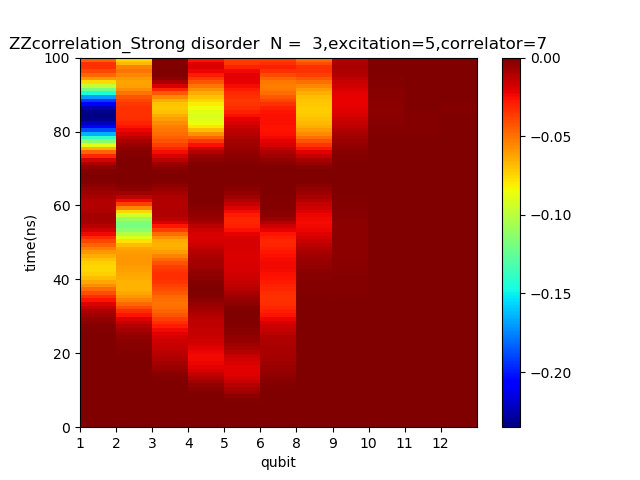 ZZcorrelation_Strong disorder  N =  3,excitation=5,correlator=7
100
80
60
40
20
0
time(ns)
1 2 3 4 5 6 8 9 10 11 12
qubit
0.00
−0.05
−0.10
−0.15
−0.20